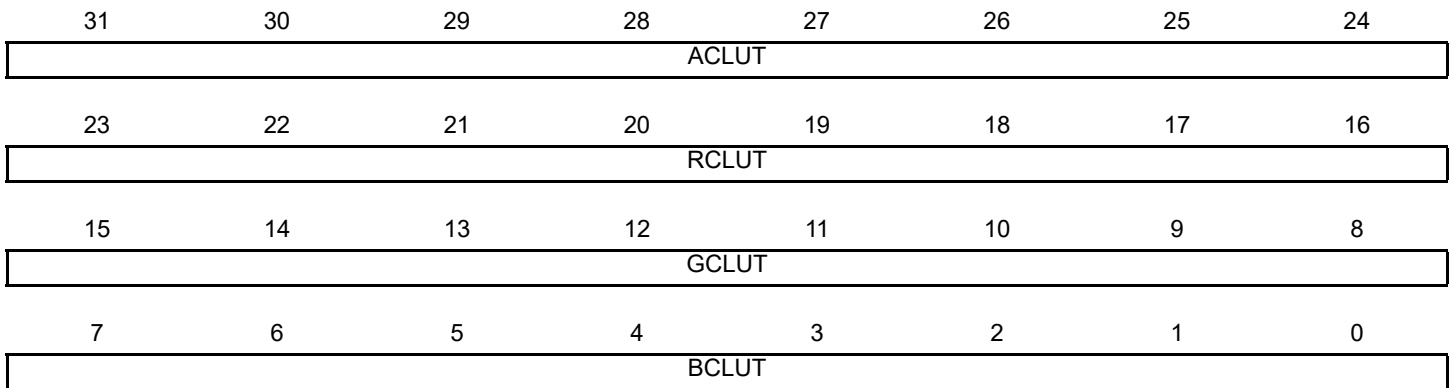 31 30 29 28 27 26 25 24
ACLUT
23 22 21 20 19 18 17 16
RCLUT
15 14 13 12 11 10 9 8
GCLUT
7 6 5 4 3 2 1 0
BCLUT